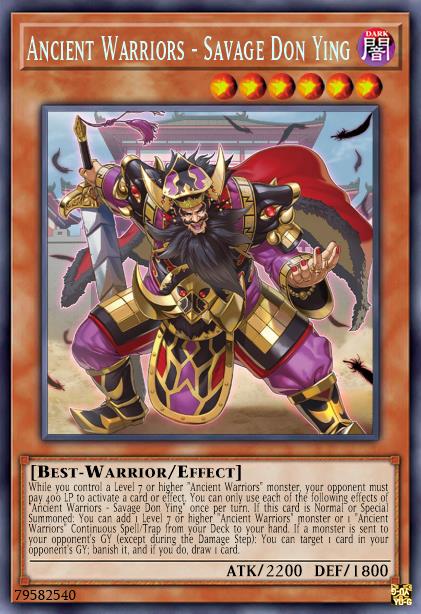 ANCIENT WARRIORS - SAVAGE DON YING
DARK
闇
[BEST-WARRIOR/EFFECT]
While you control a Level 7 or higher "Ancient Warriors" monster, your opponent must
pay 400 LP to activate a card or effect. You can only use each of the following effects of
"Ancient Warriors - Savage Don Ying" once per turn. If this card is Normal or Special
Summoned: You can add 1 Level 7 or higher "Ancient Warriors" monster or 1 "Ancient
Warriors" Continuous Spell/Trap from your Deck to your hand. If a monster is sent to
your opponent's GY (except during the Damage Step): You can target 1 card in your
opponent's GY; banish it, and if you do, draw 1 card.
ATK/2200 DEF/1800
79582540